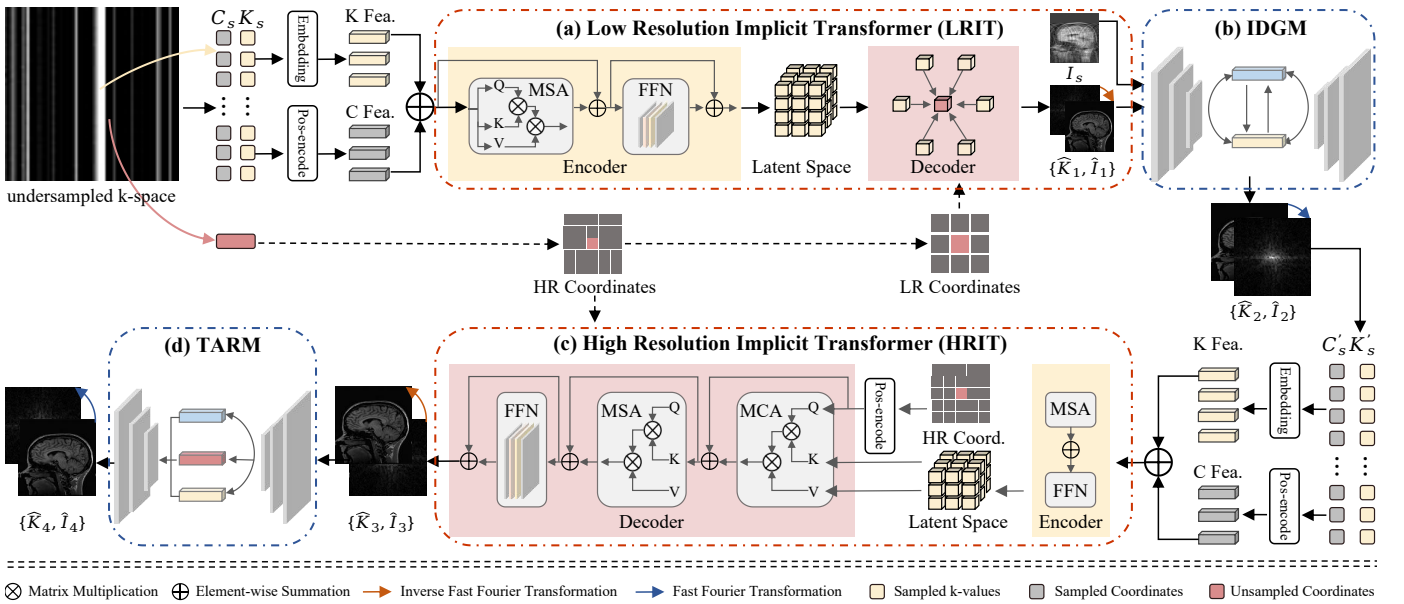 C_s K_s
Embedding
Pos-encode
K Fea.
C Fea.
undersampled k-space
(a) Low Resolution Implicit Transformer (LRIT)
Q
K
V
MSA
FFN
Encoder
Latent Space
Decoder
I_s
{K̂_1, Î_1}
(b) IDGM
HR Coordinates
LR Coordinates
{K̂_2, Î_2}
C'_s K'_s
K Fea.
Embedding
C Fea.
Pos-encode
(c) High Resolution Implicit Transformer (HRIT)
FFN
MSA
Q
K
V
MCA
Q
K
V
Decoder
Pos-encode
HR Coord.
Latent Space
MSA
FFN
Encoder
{K̂_3, Î_3}
(d) TARM
{K̂_4, Î_4}
Matrix Multiplication
Element-wise Summation
Inverse Fast Fourier Transformation
Fast Fourier Transformation
Sampled k-values
Sampled Coordinates
Unsampled Coordinates